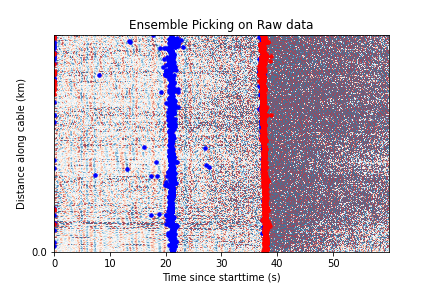 Ensemble Picking on Raw data
Distance along cable (km)
0.0
0 10 20 30 40 50
Time since starttime (s)